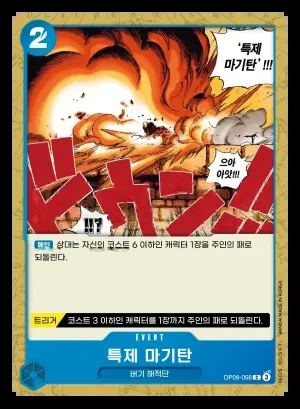 2
'특제
마기탄' !!!
으아
아앗!!!
ドウン!!
!!?
메인 상대는 자신의 코스트 6 이하인 캐릭터 1장을 주인의 패로
되돌린다.
트리거 코스트 3 이하인 캐릭터를 1장까지 주인의 패로 되돌린다.
EVENT
특제 마기탄
버기 해적단
OP09-058